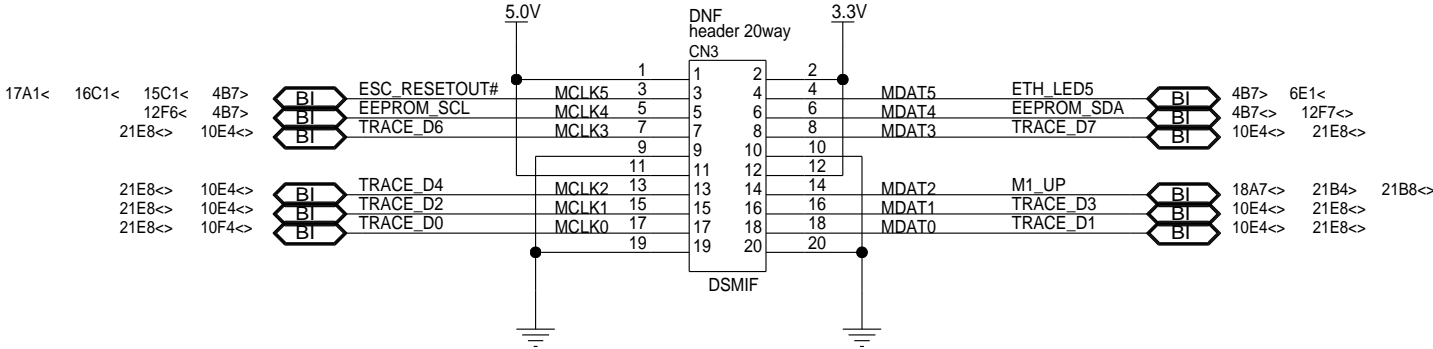 5.0V DNF 3.3V
header 20way
CN3
1 1 2 2
17A1< 16C1< 15C1< 4B7> BI ESC_RESETOUT# MCLK5 3 3 4 4 MDAT5 ETH_LED5 BI 4B7> 6E1<
12F6< 4B7> BI EEPROM_SCL MCLK4 5 5 6 6 MDAT4 EEPROM_SDA BI 4B7<> 12F7<>
21E8<> 10E4<> BI TRACE_D6 MCLK3 7 7 8 8 MDAT3 TRACE_D7 BI 10E4<> 21E8<>
9 9 10 10
11 11 12 12
21E8<> 10E4<> BI TRACE_D4 MCLK2 13 13 14 14 MDAT2 M1_UP BI 18A7<> 21B4> 21B8<>
21E8<> 10E4<> BI TRACE_D2 MCLK1 15 15 16 16 MDAT1 TRACE_D3 BI 10E4<> 21E8<>
21E8<> 10F4<> BI TRACE_D0 MCLK0 17 17 18 18 MDAT0 TRACE_D1 BI 10E4<> 21E8<>
19 19 20 20
DSMIF